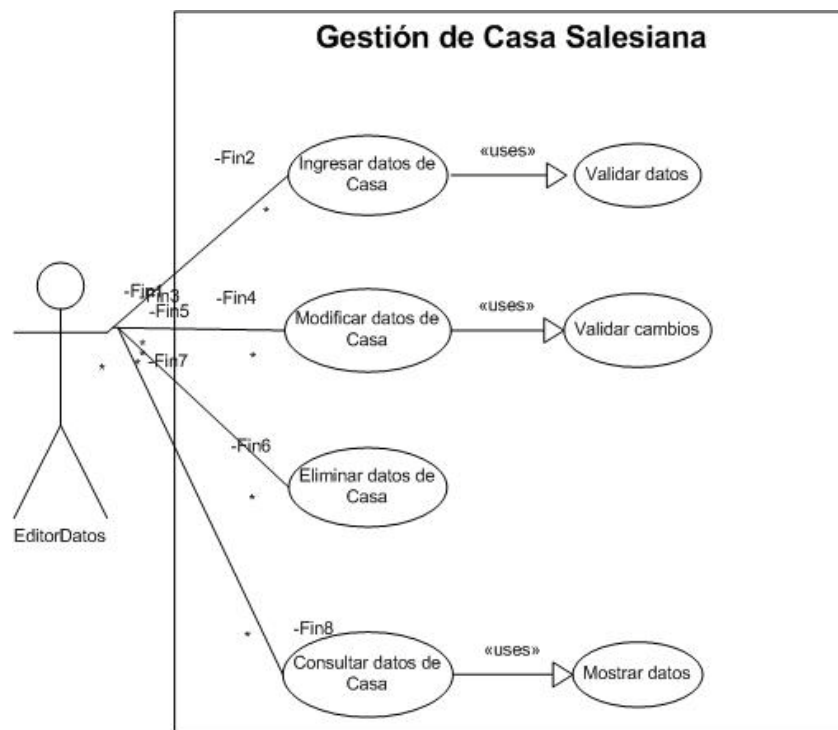 Gestión de Casa Salesiana
-Fin2
Ingresar datos de
Casa
«uses»
Validar datos
*
-Fin1
-Fin3
-Fin5
-Fin4
Modificar datos de
Casa
«uses»
Validar cambios
*
*
*
*
*
-Fin7
-Fin6
Eliminar datos de
Casa
*
EditorDatos
*
-Fin8
Consultar datos de
Casa
«uses»
Mostrar datos